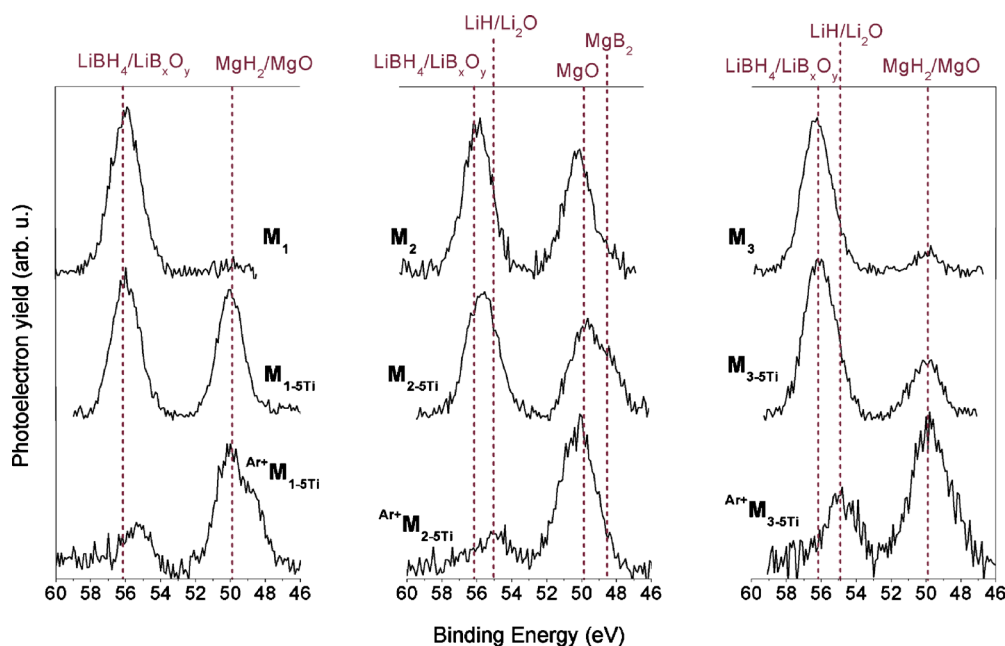 LiH/Li₂O
LiBH₄/LiBₓOᵧ MgH₂/MgO
LiBH₄/LiBₓOᵧ MgO MgB₂
LiH/Li₂O
LiBH₄/LiBₓOᵧ MgH₂/MgO
Photoelectron yield (arb. u.)
M₁
M₁₋₅Ti
Ar+ M₁₋₅Ti
60 58 56 54 52 50 48 46
M₂
M₂₋₅Ti
Ar+ M₂₋₅Ti
60 58 56 54 52 50 48 46
M₃
M₃₋₅Ti
Ar+ M₃₋₅Ti
60 58 56 54 52 50 48 46
Binding Energy (eV)